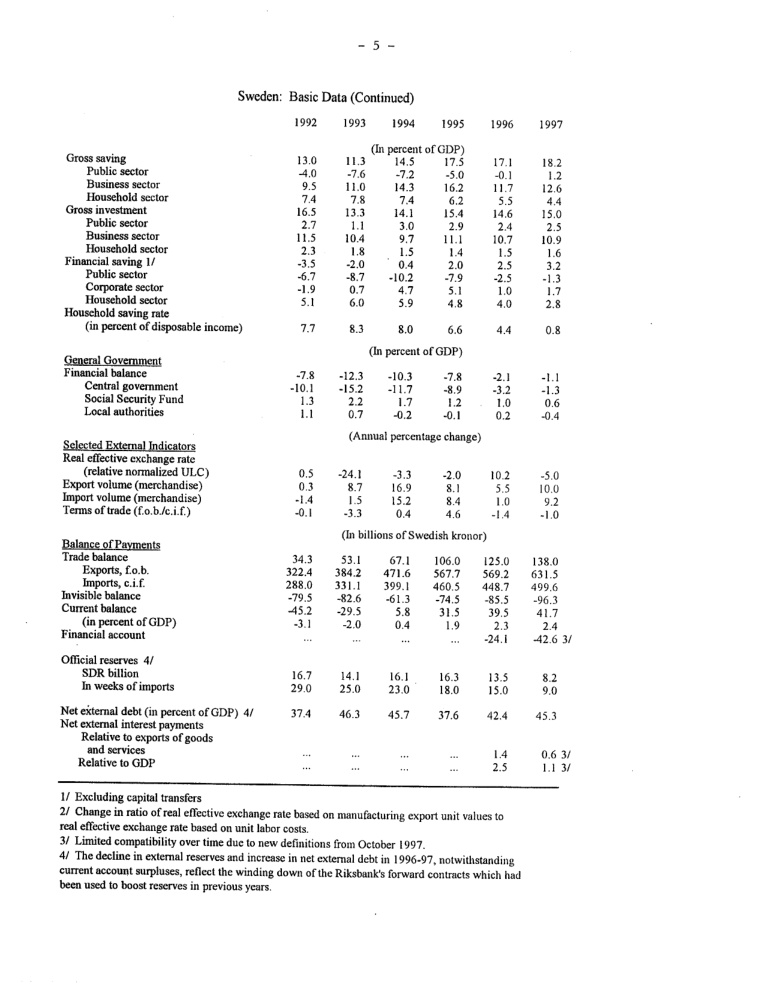 - 5 -
Sweden: Basic Data (Continued)
1992 1993 1994 1995 1996 1997
(In percent of GDP)
Gross saving 13.0 11.3 14.5 17.5 17.1 18.2
Public sector -4.0 -7.6 -7.2 -5.0 -0.1 1.2
Business sector 9.5 11.0 14.3 16.2 11.7 12.6
Household sector 7.4 7.8 7.4 6.2 5.5 4.4
Gross investment 16.5 13.3 14.1 15.4 14.6 15.0
Public sector 2.7 1.1 3.0 2.9 2.4 2.5
Business sector 11.5 10.4 9.7 11.1 10.7 10.9
Household sector 2.3 1.8 1.5 1.4 1.5 1.6
Financial saving 1/ -3.5 -2.0 0.4 2.0 2.5 3.2
Public sector -6.7 -8.7 -10.2 -7.9 -2.5 -1.3
Corporate sector -1.9 0.7 4.7 5.1 1.0 1.7
Household sector 5.1 6.0 5.9 4.8 4.0 2.8
Household saving rate
(in percent of disposable income) 7.7 8.3 8.0 6.6 4.4 0.8
(In percent of GDP)
General Government
Financial balance -7.8 -12.3 -10.3 -7.8 -2.1 -1.1
Central government -10.1 -15.2 -11.7 -8.9 -3.2 -1.3
Social Security Fund 1.3 2.2 1.7 1.2 1.0 0.6
Local authorities 1.1 0.7 -0.2 -0.1 0.2 -0.4
(Annual percentage change)
Selected External Indicators
Real effective exchange rate
(relative normalized ULC) 0.5 -24.1 -3.3 -2.0 10.2 -5.0
Export volume (merchandise) 0.3 8.7 16.9 8.1 5.5 10.0
Import volume (merchandise) -1.4 1.5 15.2 8.4 1.0 9.2
Terms of trade (f.o.b./c.i.f.) -0.1 -3.3 0.4 4.6 -1.4 -1.0
(In billions of Swedish kronor)
Balance of Payments
Trade balance 34.3 53.1 67.1 106.0 125.0 138.0
Exports, f.o.b. 322.4 384.2 471.6 567.7 569.2 631.5
Imports, c.i.f. 288.0 331.1 399.1 460.5 448.7 499.6
Invisible balance -79.5 -82.6 -61.3 -74.5 -85.5 -96.3
Current balance -45.2 -29.5 5.8 31.5 39.5 41.7
(in percent of GDP) -3.1 -2.0 0.4 1.9 2.3 2.4
Financial account ... ... ... ... -24.1 -42.6 3/
Official reserves 4/
SDR billion 16.7 14.1 16.1 16.3 13.5 8.2
In weeks of imports 29.0 25.0 23.0 18.0 15.0 9.0
Net external debt (in percent of GDP) 4/ 37.4 46.3 45.7 37.6 42.4 45.3
Net external interest payments
Relative to exports of goods
and services ... ... ... ... 1.4 0.6 3/
Relative to GDP ... ... ... ... 2.5 1.1 3/
1/ Excluding capital transfers
2/ Change in ratio of real effective exchange rate based on manufacturing export unit values to
real effective exchange rate based on unit labor costs.
3/ Limited compatibility over time due to new definitions from October 1997.
4/ The decline in external reserves and increase in net external debt in 1996-97, notwithstanding
current account surpluses, reflect the winding down of the Riksbank's forward contracts which had
been used to boost reserves in previous years.